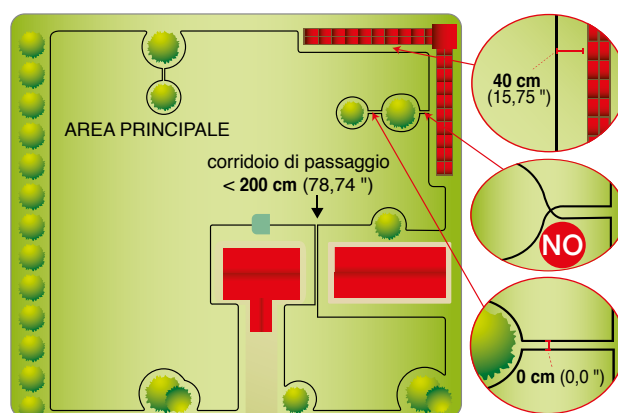 AREA PRINCIPALE
corridoio di passaggio
< 200 cm (78,74 ")
40 cm
(15,75 ")
NO
0 cm (0,0 ")